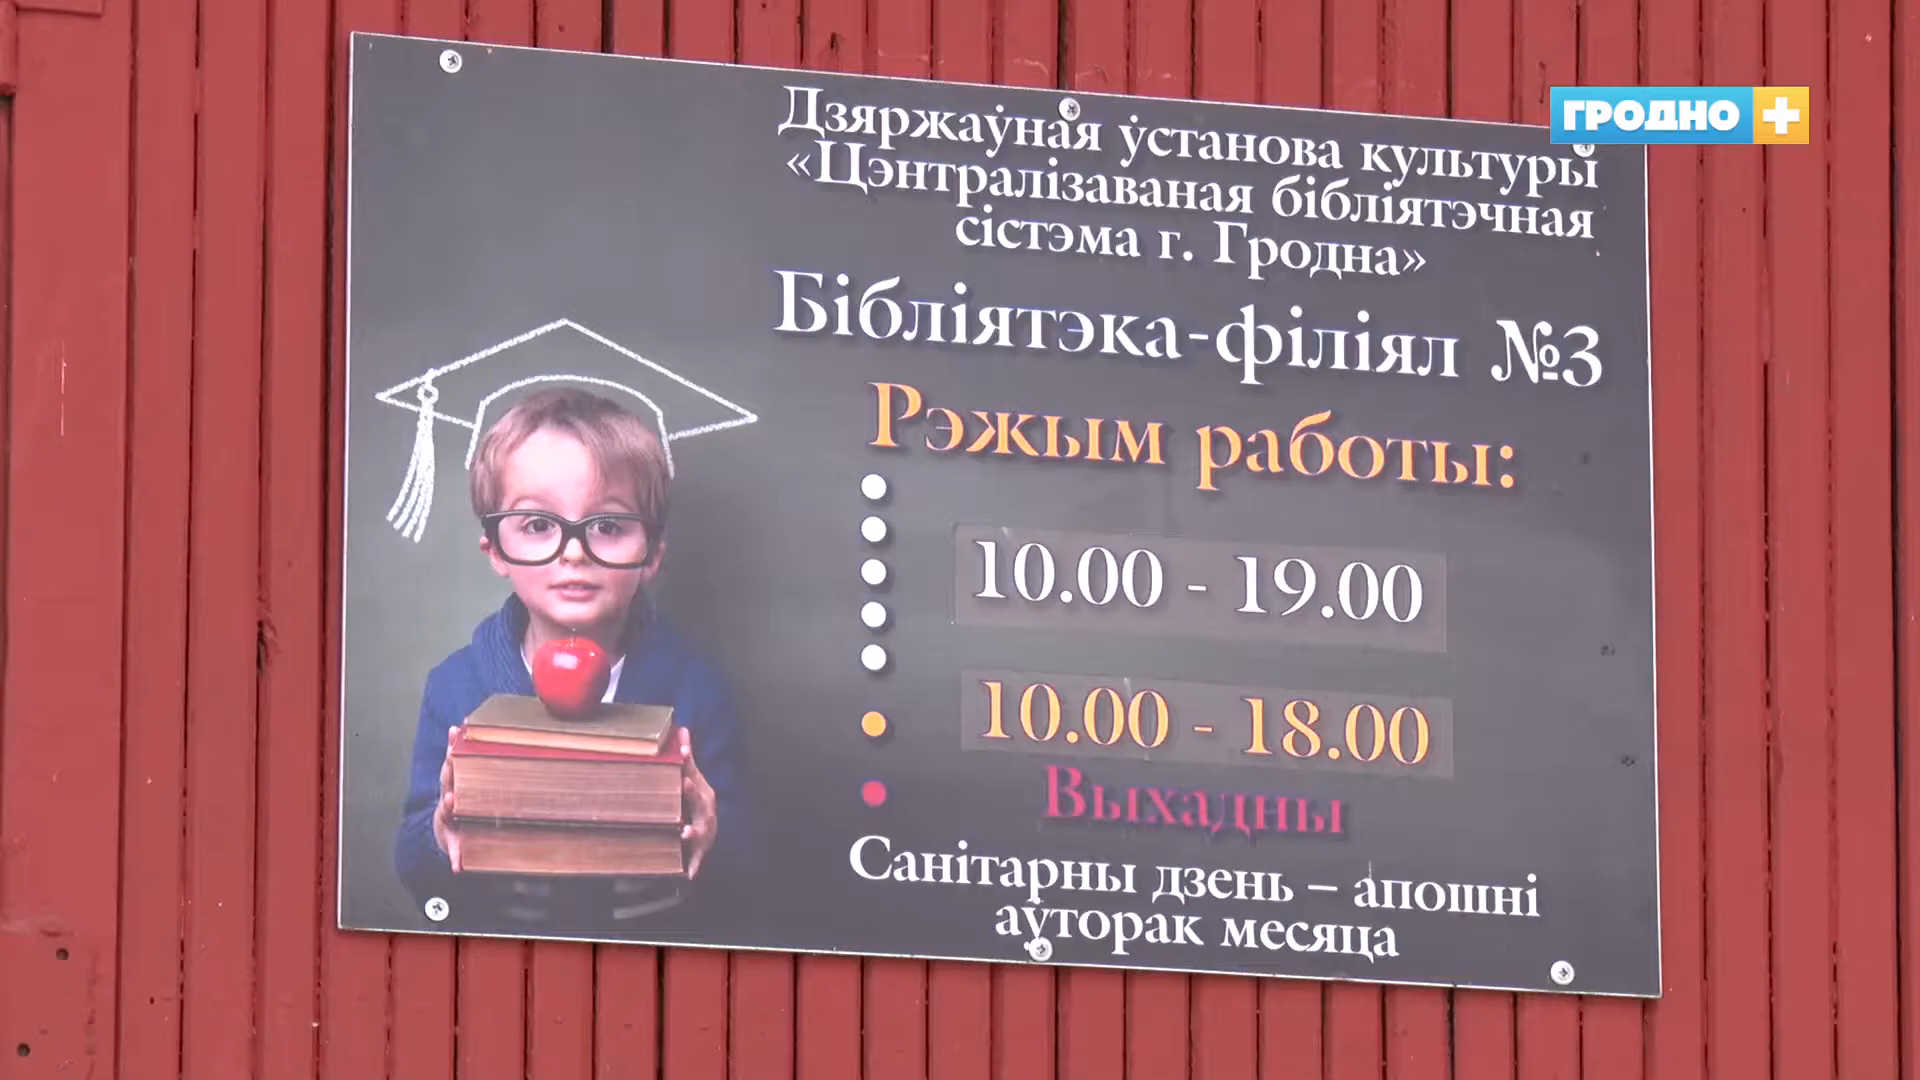 ГРОДНО +
Дзяржаўная ўстанова культуры
«Цэнтралізаваная бібліятэчная
сістэма г. Гродна»
Бібліятэка-філіял №3
Рэжым работы:
10.00 - 19.00
10.00 - 18.00
Выхадны
Санітарны дзень – апошні
аўторак месяца